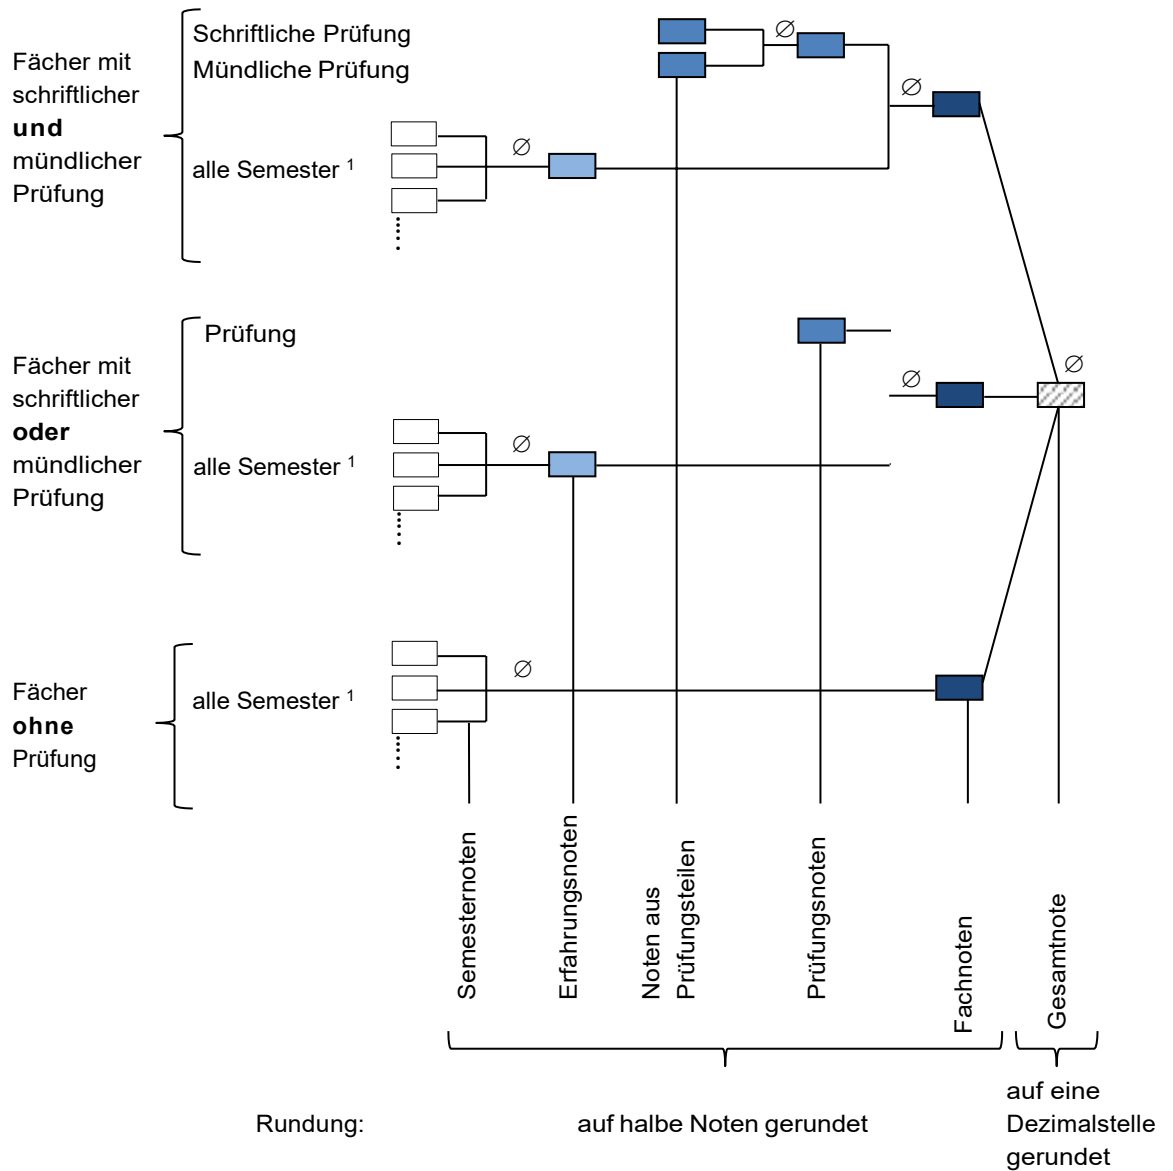 Fächer mit
schriftlicher
und
mündlicher
Prüfung
Schriftliche Prüfung
Mündliche Prüfung
alle Semester ¹
∅
∅
∅
Fächer mit
schriftlicher
oder
mündlicher
Prüfung
Prüfung
alle Semester ¹
∅
∅
∅
Fächer
ohne
Prüfung
alle Semester ¹
∅
Semesternoten
Erfahrungsnoten
Noten aus
Prüfungsteilen
Prüfungsnoten
Fachnoten
Gesamtnote
Rundung:
auf halbe Noten gerundet
auf eine
Dezimalstelle
gerundet